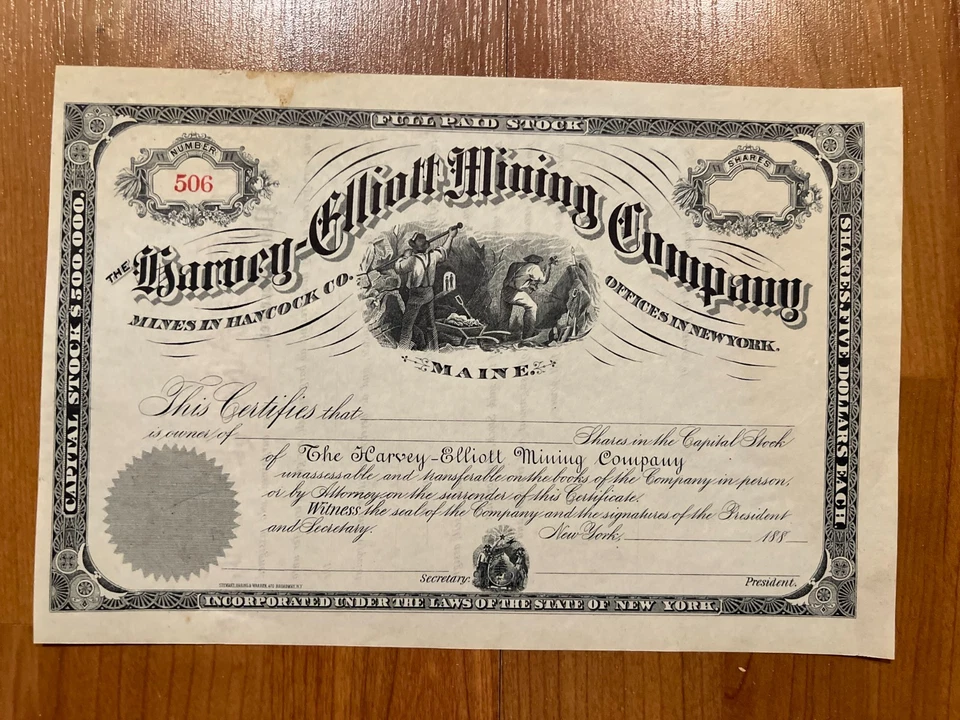 FULL PAID STOCK
NUMBER
506
SHARES
THE Harvey-Elliott Mining Company
MINES IN HANCOCK CO.
OFFICES IN NEW YORK.
MAINE.
CAPITAL STOCK $500,000.
SHARES, FIVE DOLLARS EACH.
This Certifies that
is owner of Shares in the Capital Stock
of The Harvey-Elliott Mining Company
unassessable and transferable on the books of the Company in person,
or by Attorney on the surrender of this Certificate.
Witness the seal of the Company and the signatures of the President
and Secretary. New York, 188
Secretary. President.
INCORPORATED UNDER THE LAWS OF THE STATE OF NEW YORK.